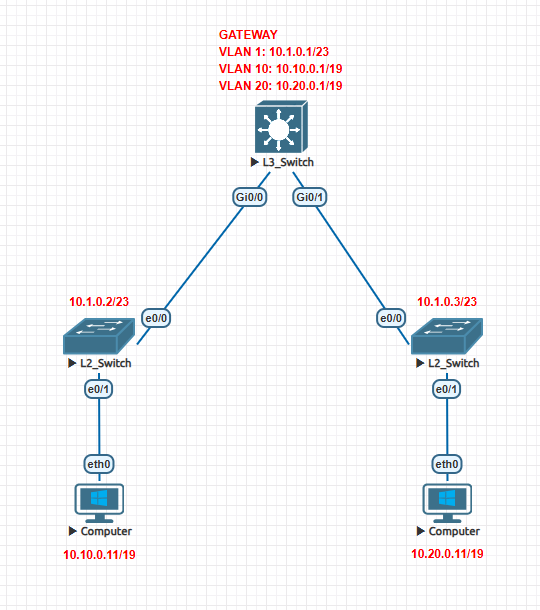 GATEWAY
VLAN 1: 10.1.0.1/23
VLAN 10: 10.10.0.1/19
VLAN 20: 10.20.0.1/19
L3_Switch
Gi0/0
Gi0/1
10.1.0.2/23
10.1.0.3/23
e0/0
e0/0
L2_Switch
L2_Switch
e0/1
e0/1
eth0
eth0
Computer
Computer
10.10.0.11/19
10.20.0.11/19